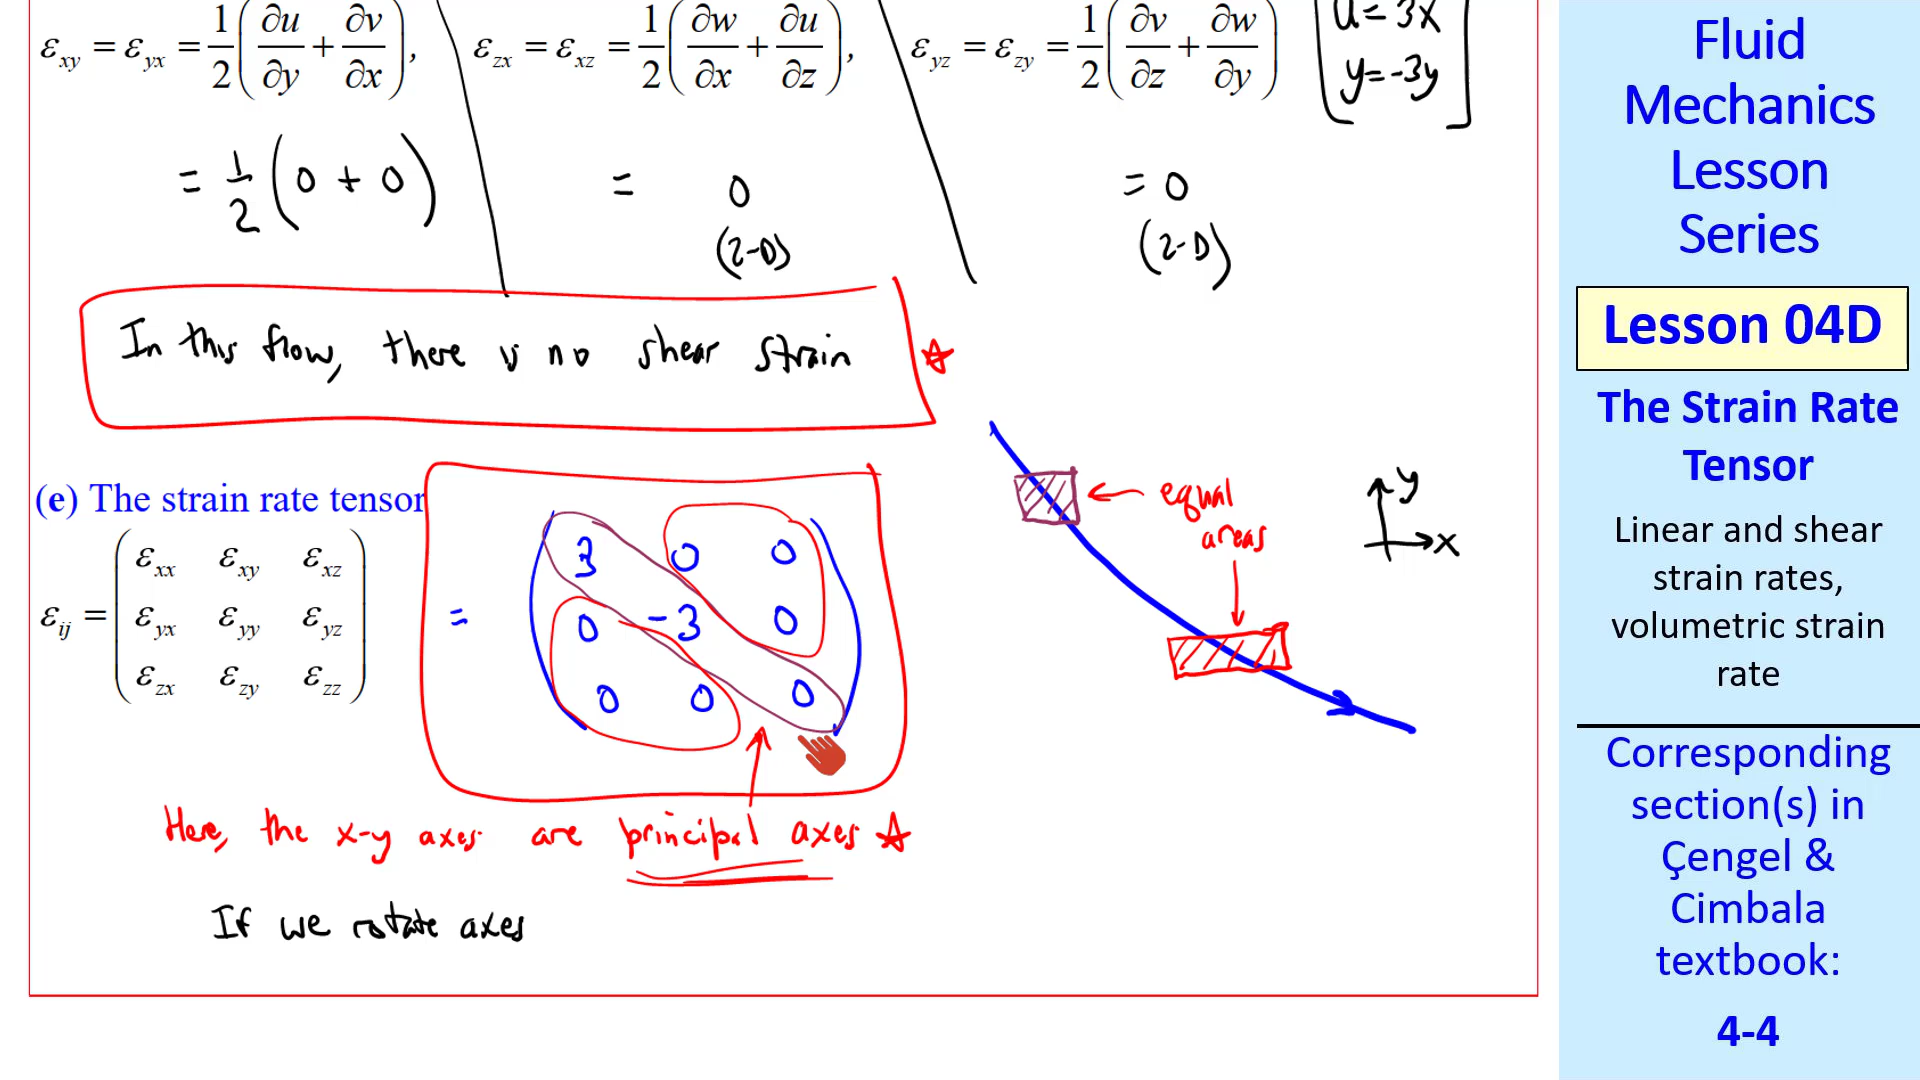 ε_xy = ε_yx = 1/2 (∂u/∂y + ∂v/∂x), ε_zx = ε_xz = 1/2 (∂w/∂x + ∂u/∂z), ε_yz = ε_zy = 1/2 (∂v/∂z + ∂w/∂y)
u = 3x
y = -3y
= 1/2 (0 + 0)
= 0
(2-D)
= 0
(2-D)
In this flow, there is no shear strain
(e) The strain rate tensor
ε_ij = ( ε_xx ε_xy ε_xz
ε_yx ε_yy ε_yz
ε_zx ε_zy ε_zz )
= ( 3 0 0
0 -3 0
0 0 0 )
equal
areas
y
x
Here, the x-y axes are principal axes
If we rotate axes
Fluid
Mechanics
Lesson
Series
Lesson 04D
The Strain Rate
Tensor
Linear and shear
strain rates,
volumetric strain
rate
Corresponding
section(s) in
Çengel &
Cimbala
textbook:
4-4